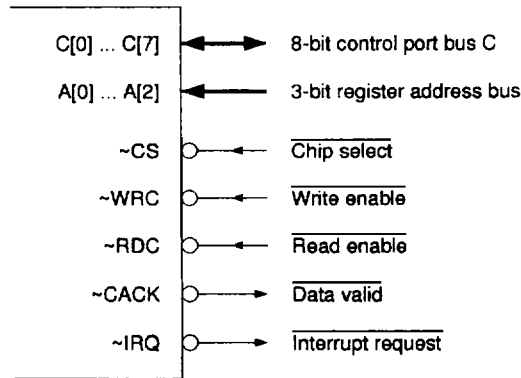 C[0] ... C[7] 8-bit control port bus C
A[0] ... A[2] 3-bit register address bus
~CS Chip select
~WRC Write enable
~RDC Read enable
~CACK Data valid
~IRQ Interrupt request